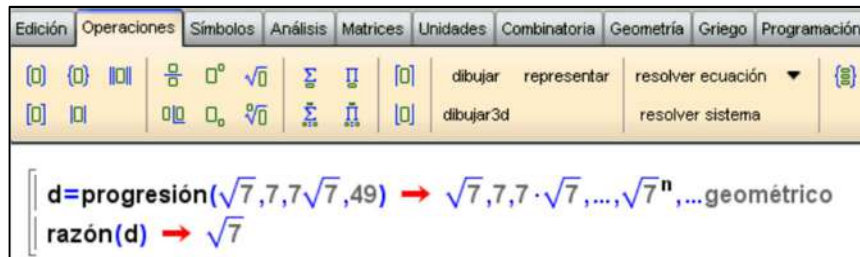 Edición Operaciones Símbolos Análisis Matrices Unidades Combinatoria Geometría Griego Programación
dibujar representar resolver ecuación
dibujar3d resolver sistema
d=progresión(√7,7,7√7,49) → √7,7,7·√7,...,√7ⁿ,...geométrico
razón(d) → √7